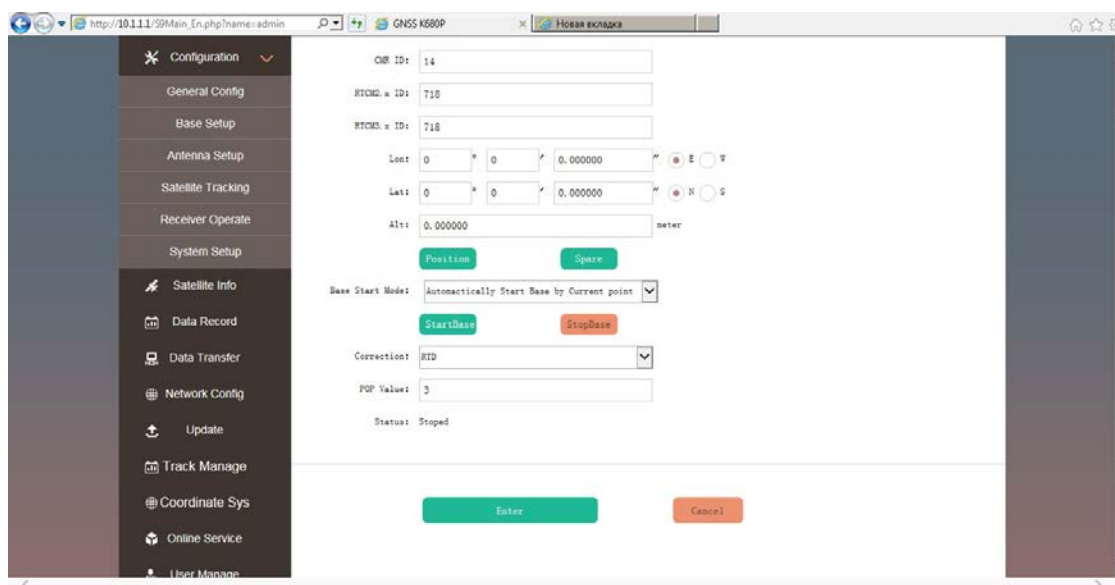 http://10.1.1.1/S9Main_En.php?name=admin
GNSS K680P
Новая вкладка
Configuration
General Config
Base Setup
Antenna Setup
Satellite Tracking
Receiver Operate
System Setup
Satellite Info
Data Record
Data Transfer
Network Config
Update
Track Manage
Coordinate Sys
Online Service
User Manage
CMR ID: 14
RTCM2.x ID: 718
RTCM3.x ID: 718
Lon: 0 ° 0 ′ 0.000000 ″ E W
Lat: 0 ° 0 ′ 0.000000 ″ N S
Alt: 0.000000 meter
Position Spare
Base Start Mode: Automactically Start Base by Current point
StartBase StopBase
Correction: RTD
PDP Value: 3
Status: Stoped
Enter Cancel